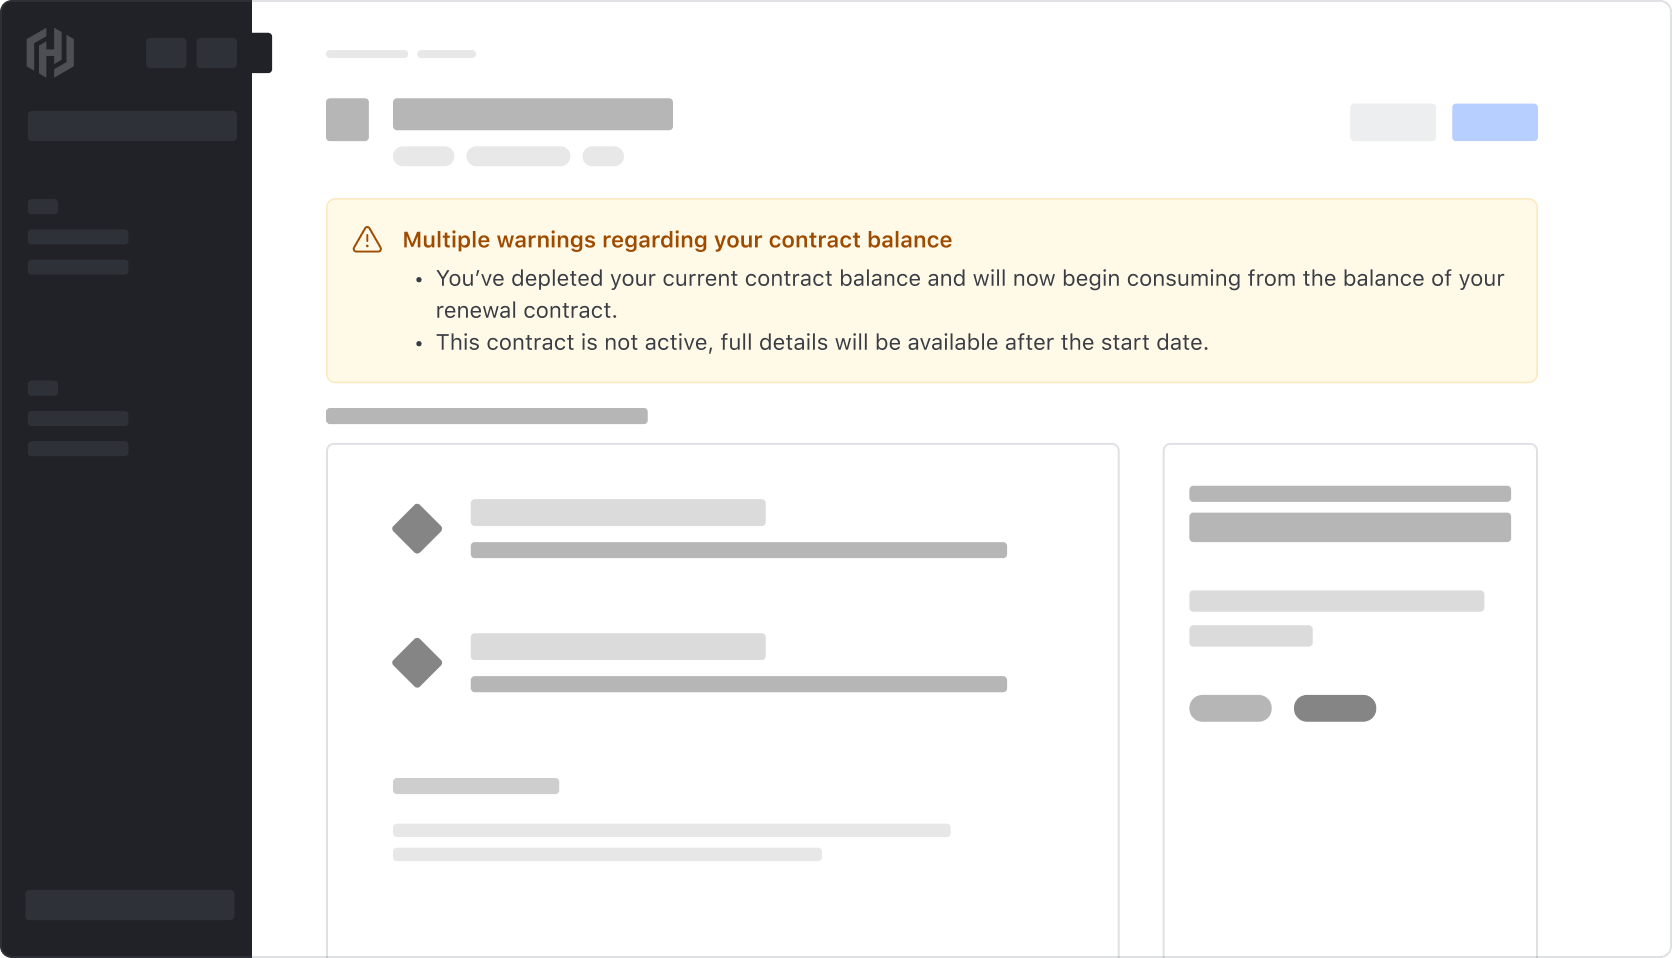 Multiple warnings regarding your contract balance
• You’ve depleted your current contract balance and will now begin consuming from the balance of your
renewal contract.
• This contract is not active, full details will be available after the start date.